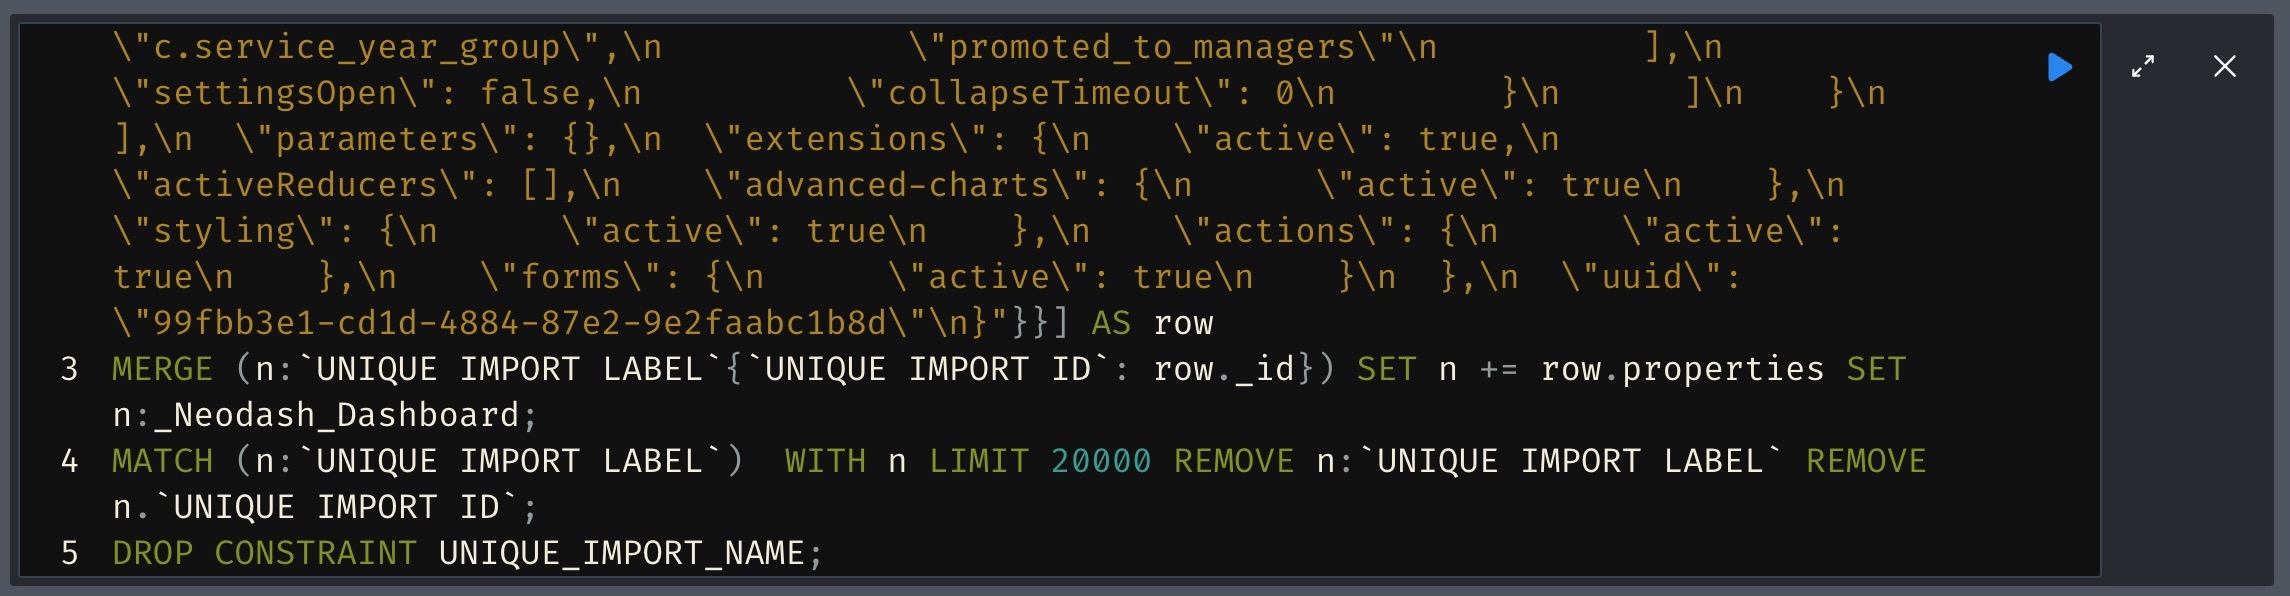 \"c.service_year_group\",\n            \"promoted_to_managers\"\n          ],\n
\"settingsOpen\": false,\n          \"collapseTimeout\": 0\n        }\n      ]\n    }\n
],\n  \"parameters\": {},\n  \"extensions\": {\n    \"active\": true,\n
\"activeReducers\": [],\n    \"advanced-charts\": {\n      \"active\": true\n    },\n
\"styling\": {\n      \"active\": true\n    },\n    \"actions\": {\n      \"active\":
true\n    },\n    \"forms\": {\n      \"active\": true\n    }\n  },\n  \"uuid\":
\"99fbb3e1-cd1d-4884-87e2-9e2faabc1b8d\"\n}"}}] AS row
3 MERGE (n:`UNIQUE IMPORT LABEL`{`UNIQUE IMPORT ID`: row._id}) SET n += row.properties SET
n:_Neodash_Dashboard;
4 MATCH (n:`UNIQUE IMPORT LABEL`)  WITH n LIMIT 20000 REMOVE n:`UNIQUE IMPORT LABEL` REMOVE
n.`UNIQUE IMPORT ID`;
5 DROP CONSTRAINT UNIQUE_IMPORT_NAME;